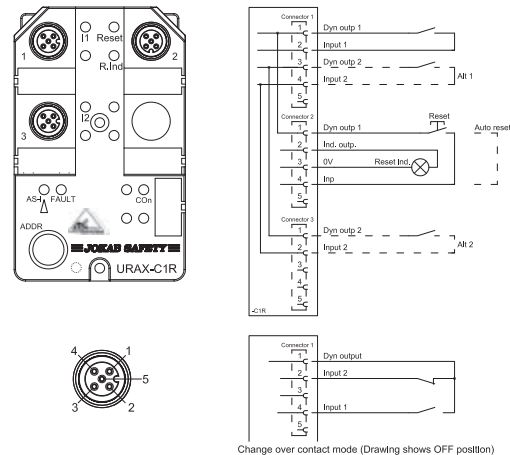 I1 Reset
1
2
R.Ind
3
I2
AS-I FAULT
COn
ADDR
JOKAB SAFETY
URAX-C1R
4
1
5
3
2
Connector 1
1 Dyn outp 1
2 Input 1
3 Dyn outp 2
4 Input 2
5
Alt 1
Connector 2
1 Dyn outp 1
Reset
Auto reset
2 Ind. outp.
3 0V
Reset Ind.
4 Inp
5
Connector 3
1 Dyn outp 2
2 Input 2
Alt 2
3
4
5
-C1R
Connector 1
1 Dyn output
2 Input 2
3
4 Input 1
5
Change over contact mode (Drawing shows OFF position)